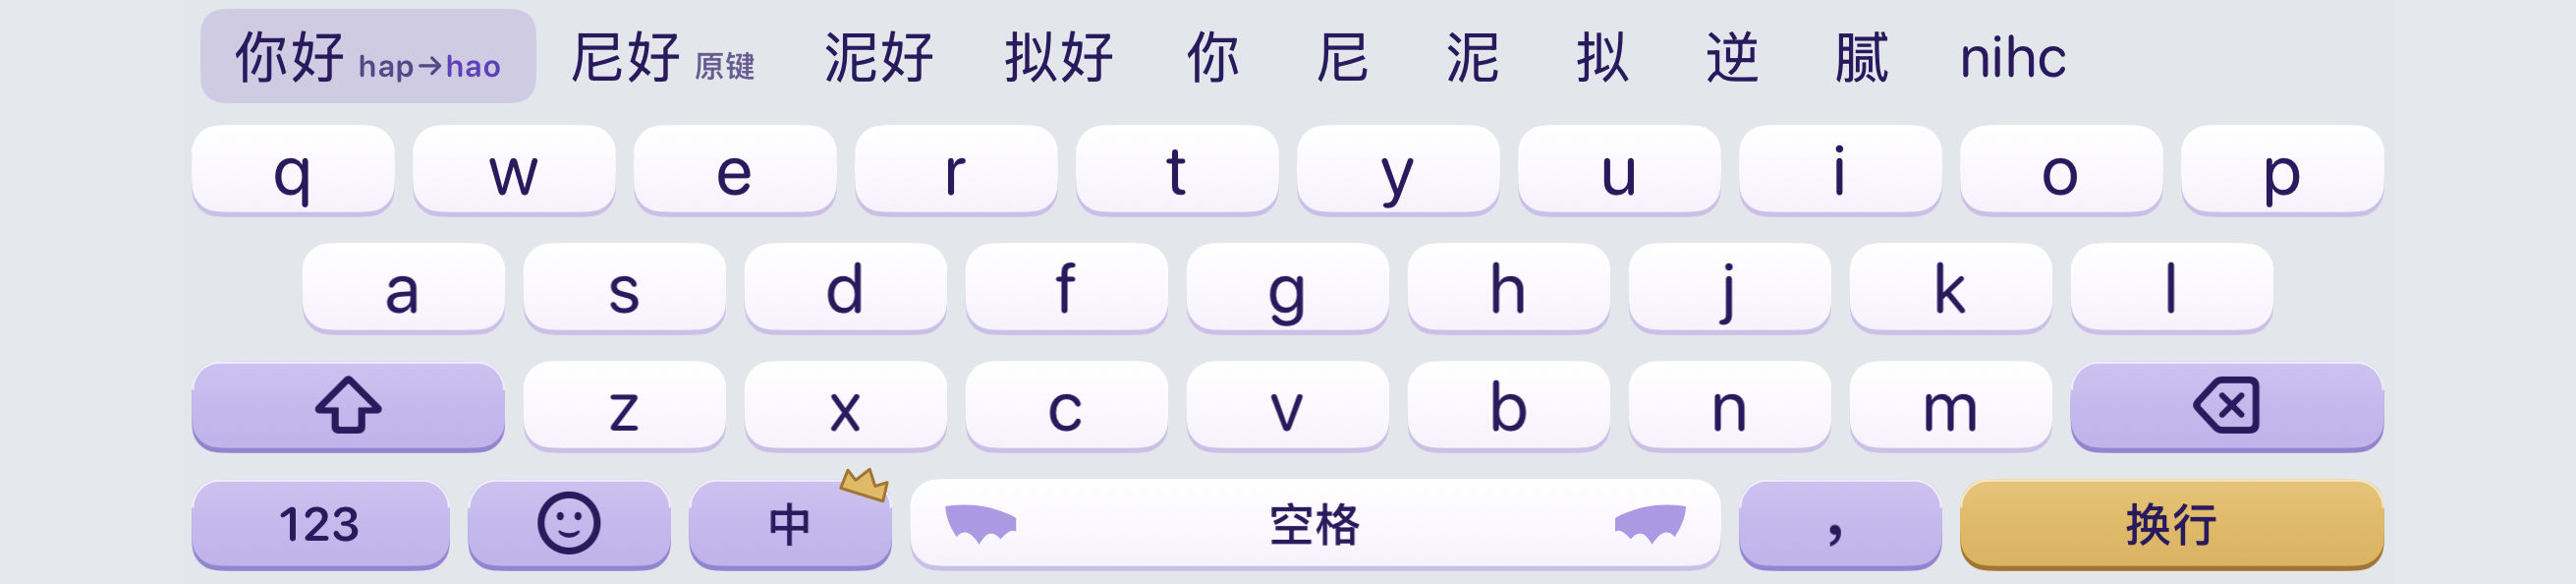 你好 hap→hao 尼好 原键 泥好 拟好 你 尼 泥 拟 逆 腻 nihc
q w e r t y u i o p
a s d f g h j k l
z x c v b n m
123 中 空格 , 换行